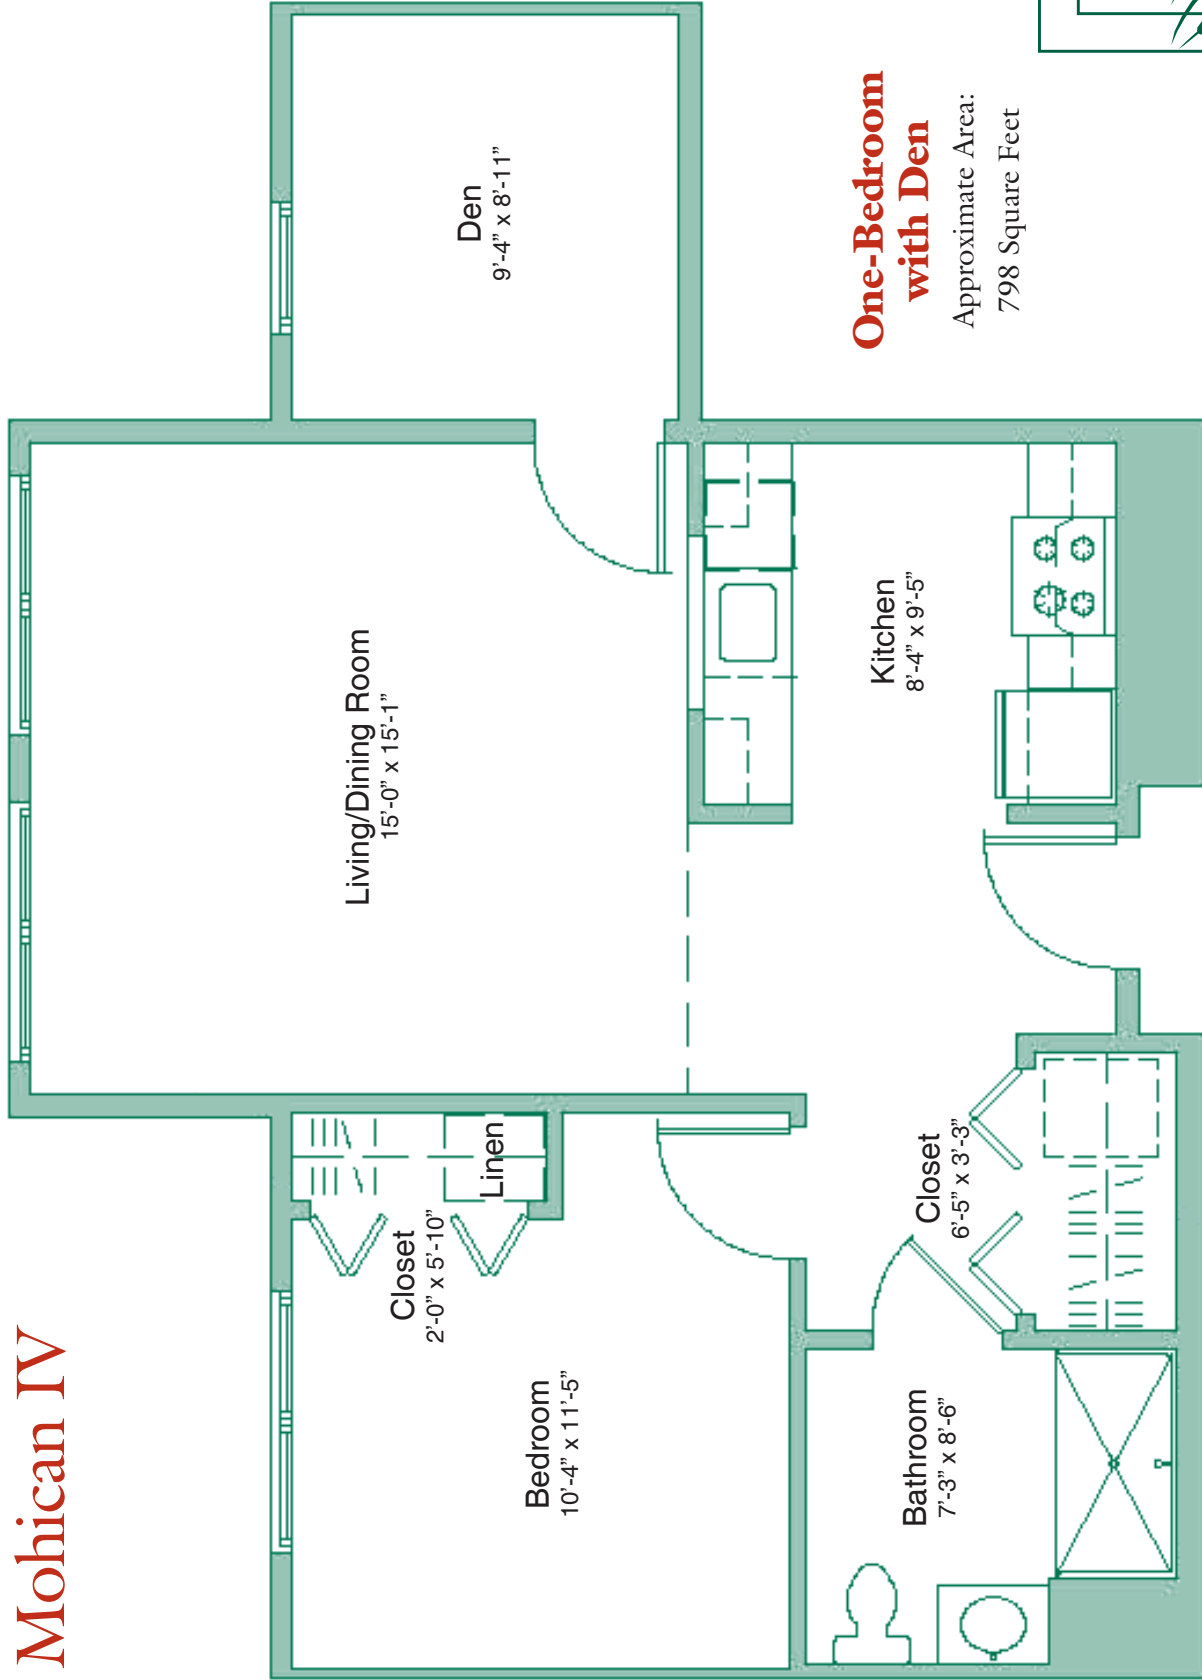 Mohican IV
Bedroom
10’-4” x 11’-5”
Closet
2’-0” x 5’-10”
Linen
Living/Dining Room
15’-0” x 15’-1”
Den
9’-4” x 8’-11”
Bathroom
7’-3” x 8’-6”
Closet
6’-5” x 3’-3”
Kitchen
8’-4” x 9’-5”
One-Bedroom
with Den
Approximate Area:
798 Square Feet